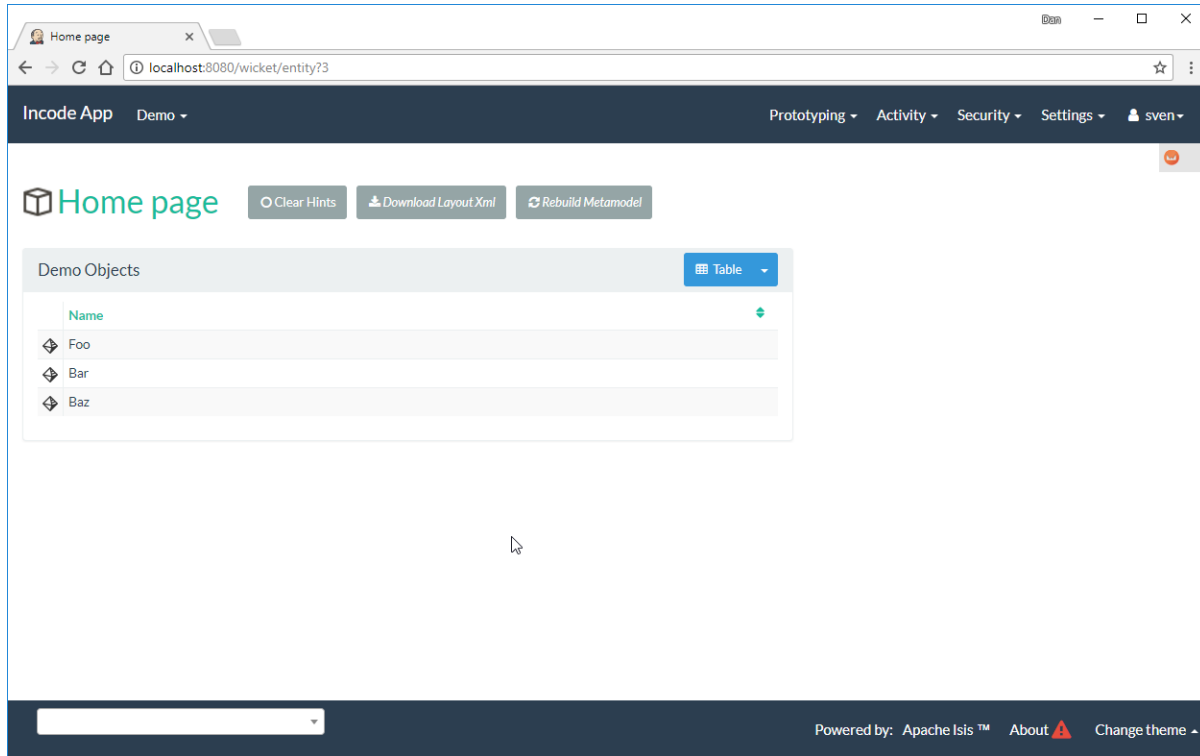 Dan
Home page
localhost:8080/wicket/entity?3
Incode App Demo Prototyping Activity Security Settings sven
Home page Clear Hints Download Layout Xml Rebuild Metamodel
Demo Objects Table
Name
Foo
Bar
Baz
Powered by: Apache Isis ™ About Change theme